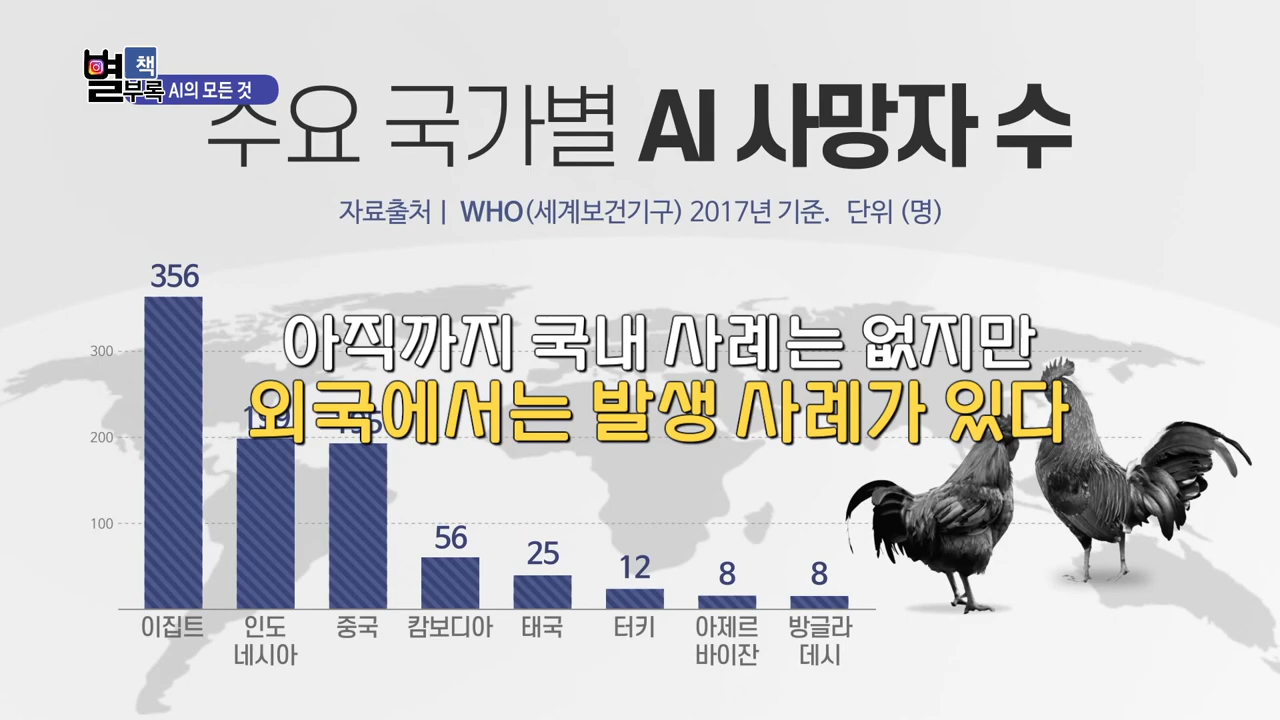 별책부록 AI의 모든 것
주요 국가별 AI 사망자 수
자료출처 | WHO(세계보건기구) 2017년 기준. 단위 (명)
356
300
아직까지 국내 사례는 없지만
외국에서는 발생 사례가 있다
200
100
56
25
12
8
8
이집트
인도
네시아
중국
캄보디아
태국
터키
아제르
바이잔
방글라
데시